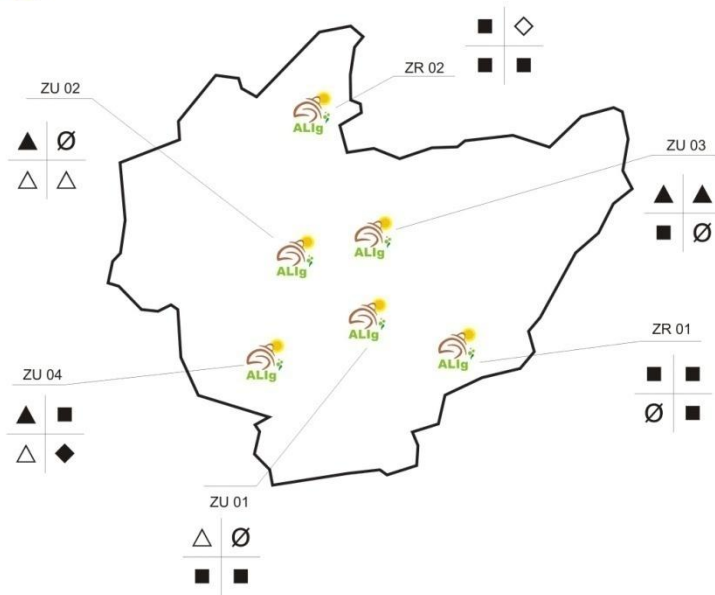 ZR 02
ZU 02
Ø
ALIg
ZU 03
Ø
ALIg
ALIg
ALIg
ALIg
ALIg
ZR 01
Ø
ZU 04
ZU 01
Ø